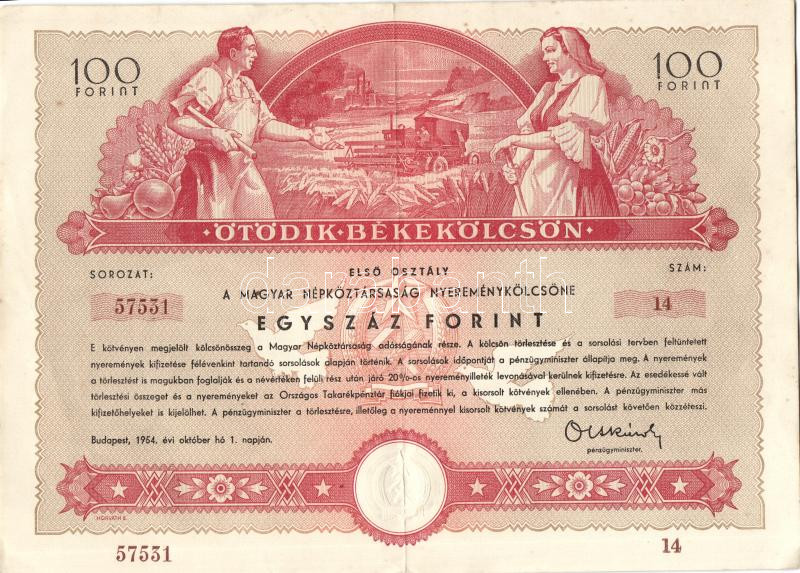 100 100
FORINT FORINT
• ÖTÖDIK • BÉKEKÖLCSÖN •
SOROZAT: ELSŐ OSZTÁLY SZÁM:
57531 A MAGYAR NÉPKÖZTÁRSASÁG NYEREMÉNYKÖLCSÖNE 14
EGYSZÁZ FORINT
E kötvényen megjelölt kölcsönösszeg a Magyar Népköztársaság adósságának része. A kölcsön törlesztése és a sorsolási tervben feltüntetett
nyeremények kifizetése félévenkint tartandó sorsolások alapján történik. A sorsolások időpontját a pénzügyminiszter állapítja meg. A nyeremények
a törlesztést is magukban foglalják és a névértéken felüli rész után járó 20%-os nyereményilleték levonásával kerülnek kifizetésre. Az esedékessé vált
törlesztési összeget és a nyereményeket az Országos Takarékpénztár fiókjai fizetik ki, a kisorsolt kötvények ellenében. A pénzügyminiszter más
kifizetőhelyeket is kijelölhet. A pénzügyminiszter a törlesztésre, illetőleg a nyereménnyel kisorsolt kötvények számát a sorsolást követően közzéteszi.
Budapest, 1954. évi október hó 1. napján.
pénzügyminiszter.
HORVÁTH E.
57531 14